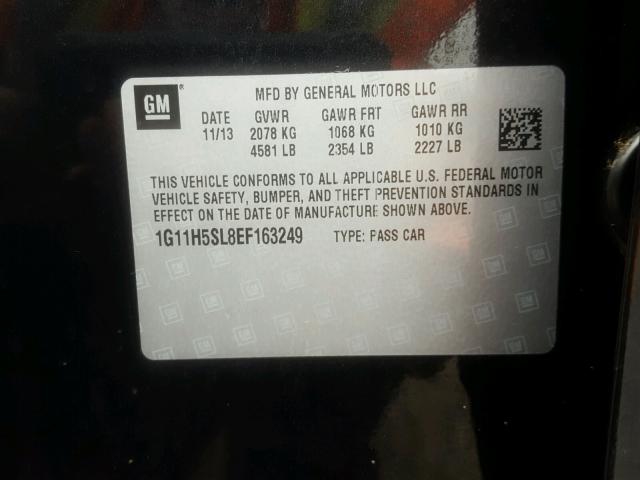 GM®
MFD BY GENERAL MOTORS LLC
DATE GVWR GAWR FRT GAWR RR
11/13 2078 KG 1068 KG 1010 KG
4581 LB 2354 LB 2227 LB
THIS VEHICLE CONFORMS TO ALL APPLICABLE U.S. FEDERAL MOTOR
VEHICLE SAFETY, BUMPER, AND THEFT PREVENTION STANDARDS IN
EFFECT ON THE DATE OF MANUFACTURE SHOWN ABOVE.
1G11H5SL8EF163249 TYPE: PASS CAR